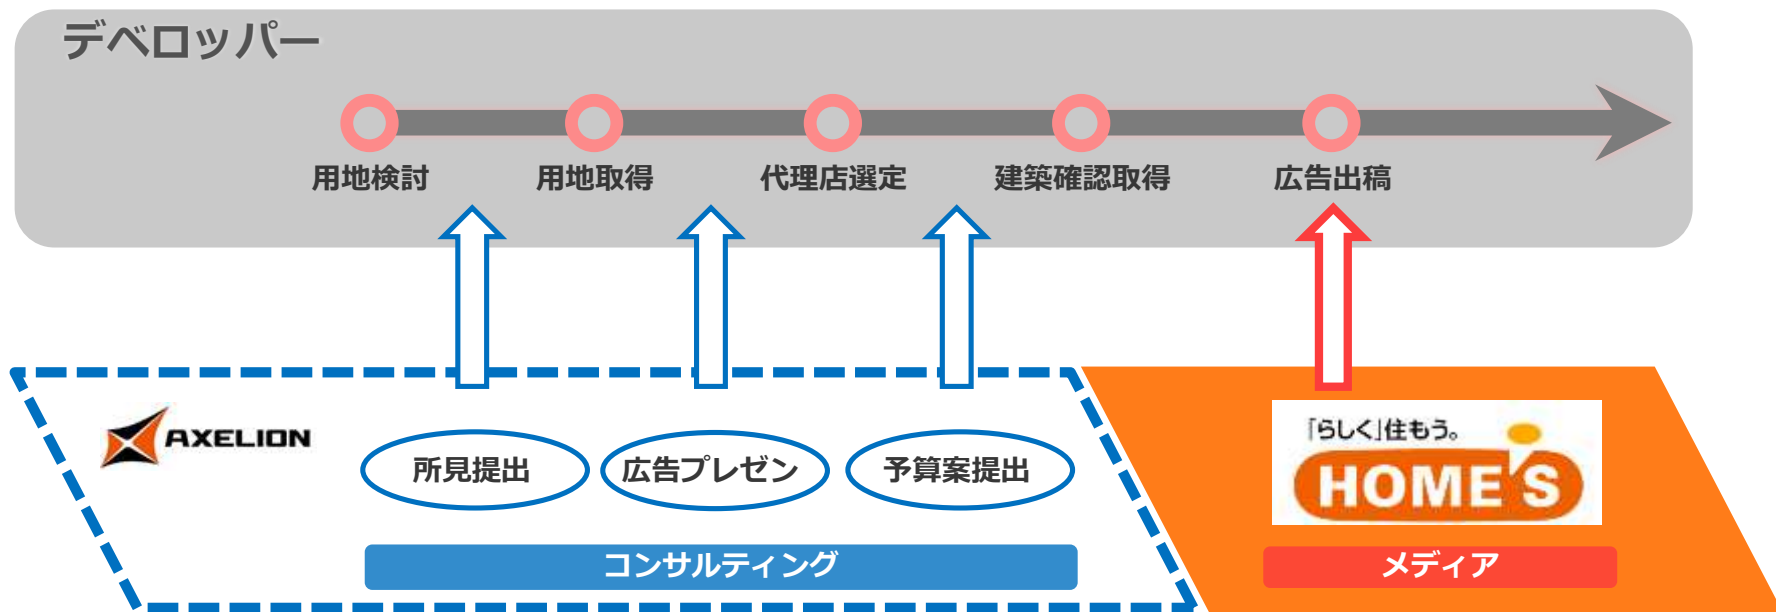 デベロッパー
用地検討
用地取得
代理店選定
建築確認取得
広告出稿
AXELION
所見提出
広告プレゼン
予算案提出
コンサルティング
「らしく」住もう。
HOME'S
メディア